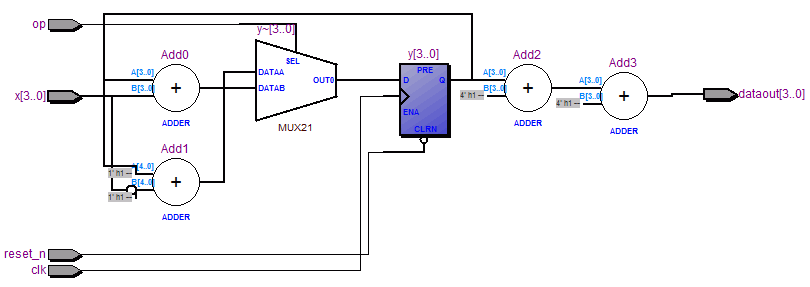 op
x[3..0]
Add0
A[3..0]
B[3..0]
ADDER
Add1
A[4..0]
1' h1
B[4..0]
1' h1
ADDER
y~[3..0]
SEL
DATAA
DATAB
OUT0
MUX21
y[3..0]
PRE
D
Q
ENA
CLRN
Add2
A[3..0]
B[3..0]
4' h1
ADDER
Add3
A[3..0]
B[3..0]
4' h1
ADDER
dataout[3..0]
reset_n
clk